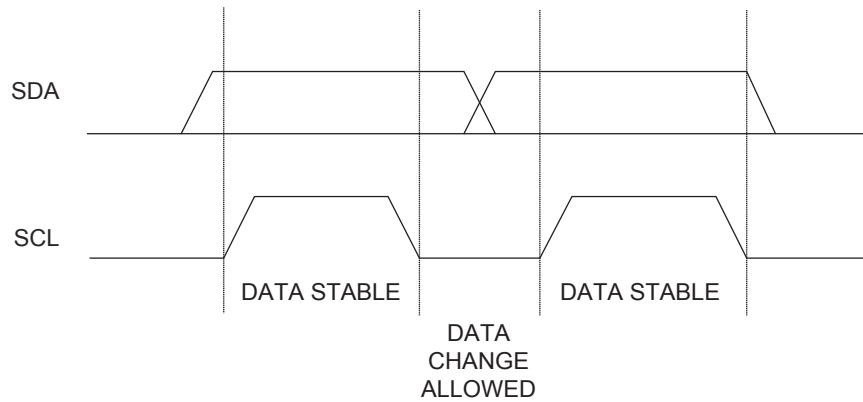 SDA
SCL
DATA STABLE
DATA STABLE
DATA
CHANGE
ALLOWED